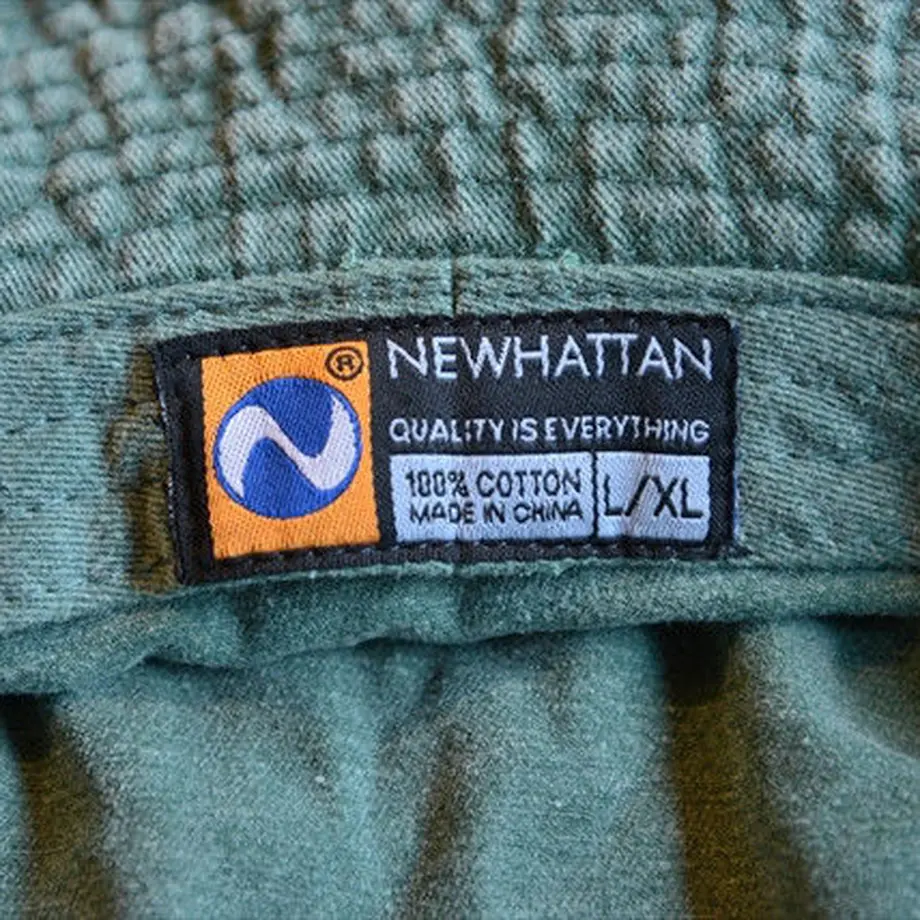 ®
NEWHATTAN
QUALITY IS EVERYTHING
100% COTTON
MADE IN CHINA
L/XL